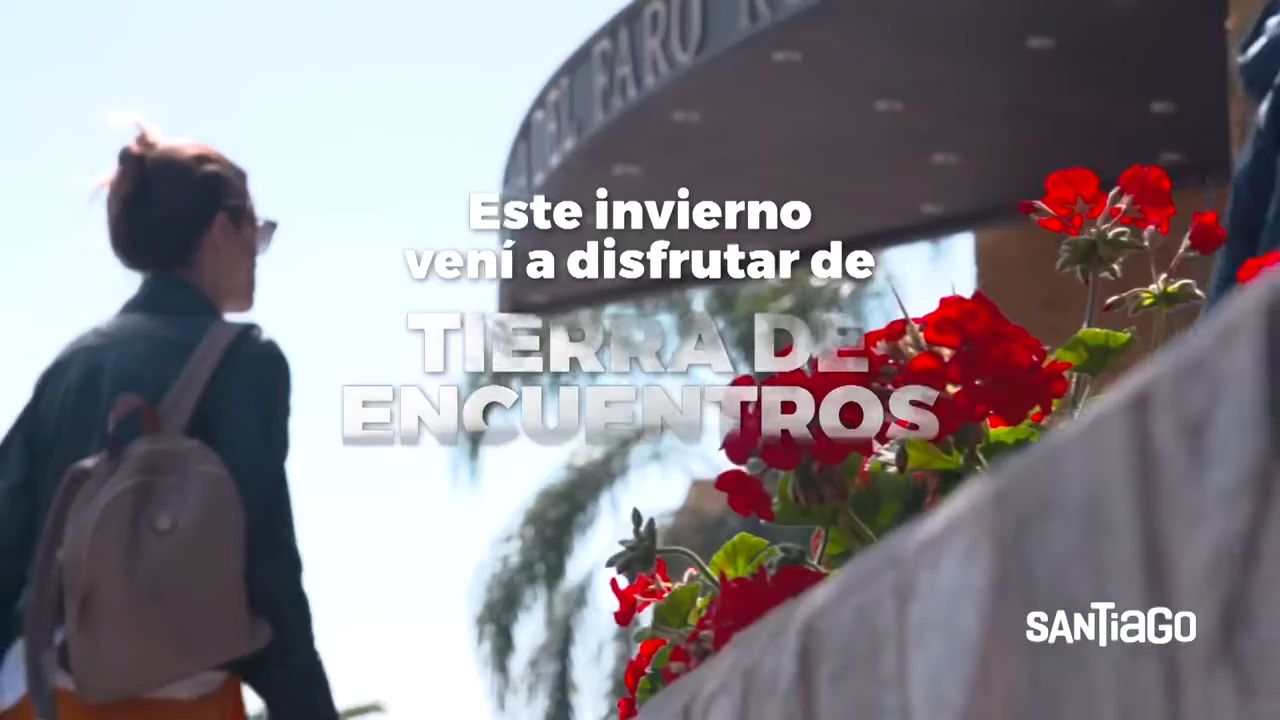 DEL FARO
Este invierno
vení a disfrutar de
TIERRA DE
ENCUENTROS
SANTiAGO